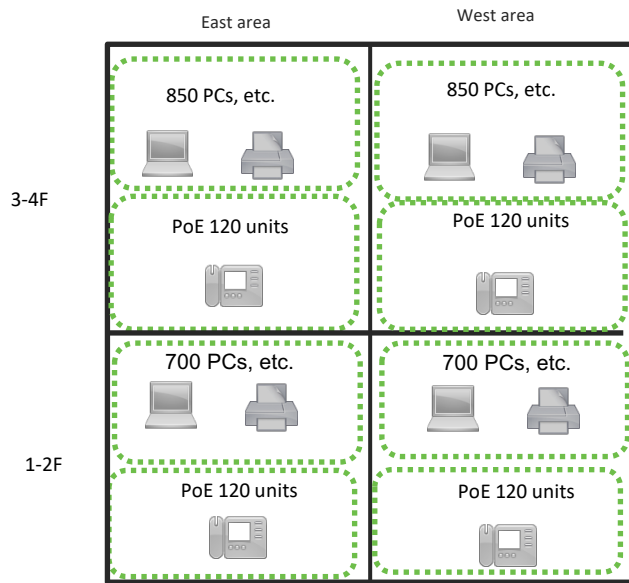 East area
West area
850 PCs, etc.
850 PCs, etc.
3-4F
PoE 120 units
PoE 120 units
700 PCs, etc.
700 PCs, etc.
1-2F
PoE 120 units
PoE 120 units